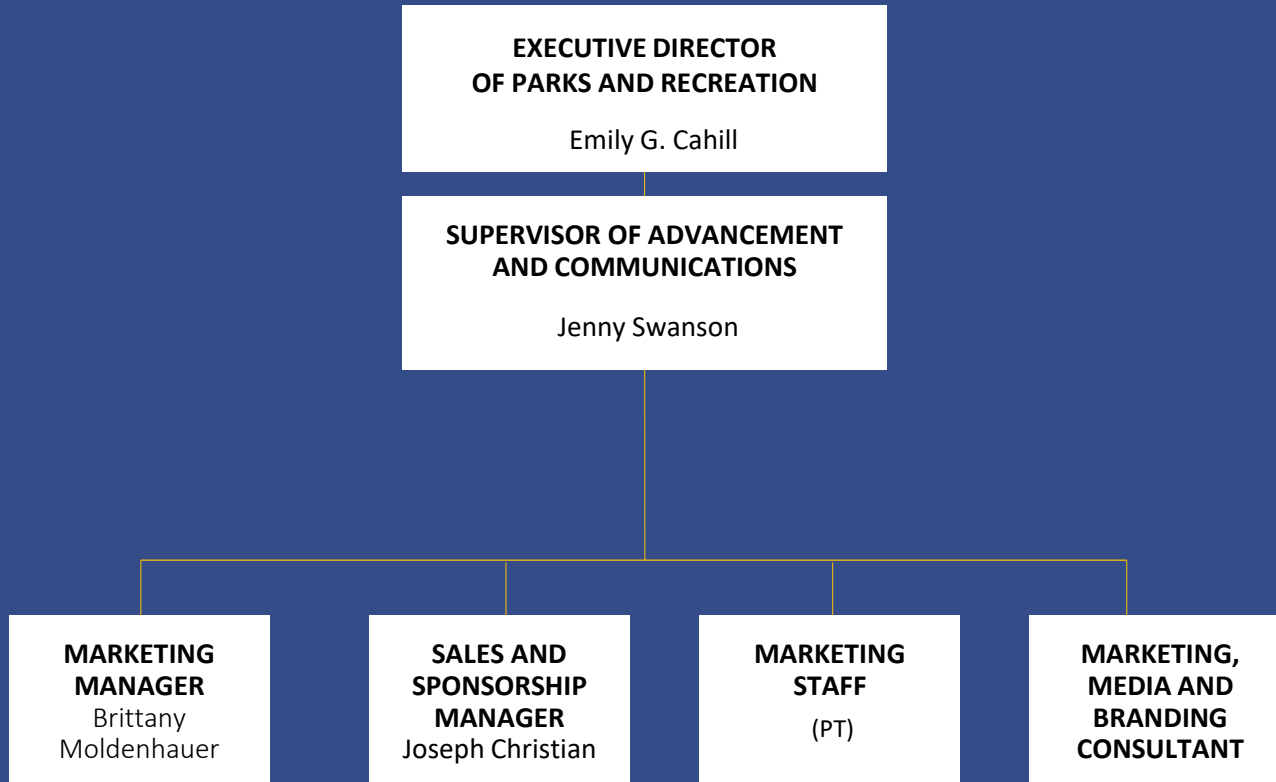 EXECUTIVE DIRECTOR
OF PARKS AND RECREATION
Emily G. Cahill
SUPERVISOR OF ADVANCEMENT
AND COMMUNICATIONS
Jenny Swanson
MARKETING
MANAGER
Brittany
Moldenhauer
SALES AND
SPONSORSHIP
MANAGER
Joseph Christian
MARKETING
STAFF
(PT)
MARKETING,
MEDIA AND
BRANDING
CONSULTANT